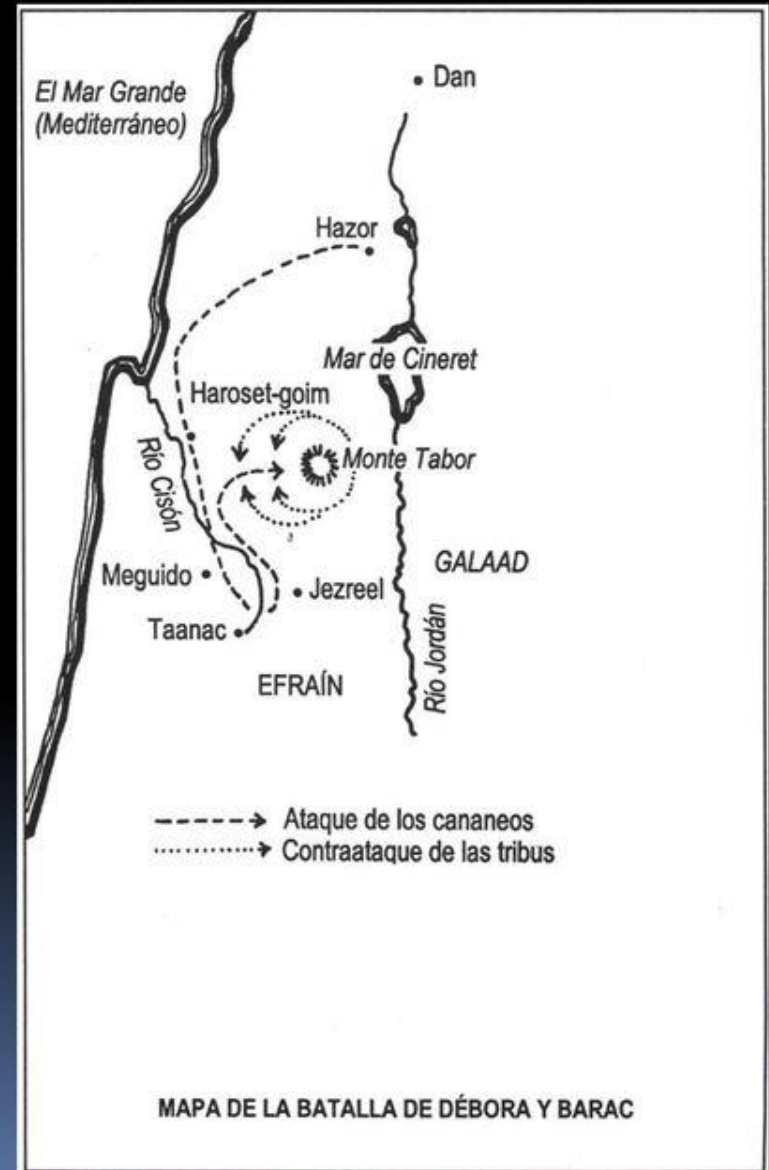 El Mar Grande
(Mediterráneo)
Dan
Hazor
Mar de Cineret
Haroset-goim
Río Cisón
Monte Tabor
Meguido
Jezreel
GALAAD
Taanac
Río Jordán
EFRAÍN
Ataque de los cananeos
Contraataque de las tribus
MAPA DE LA BATALLA DE DÉBORA Y BARAC